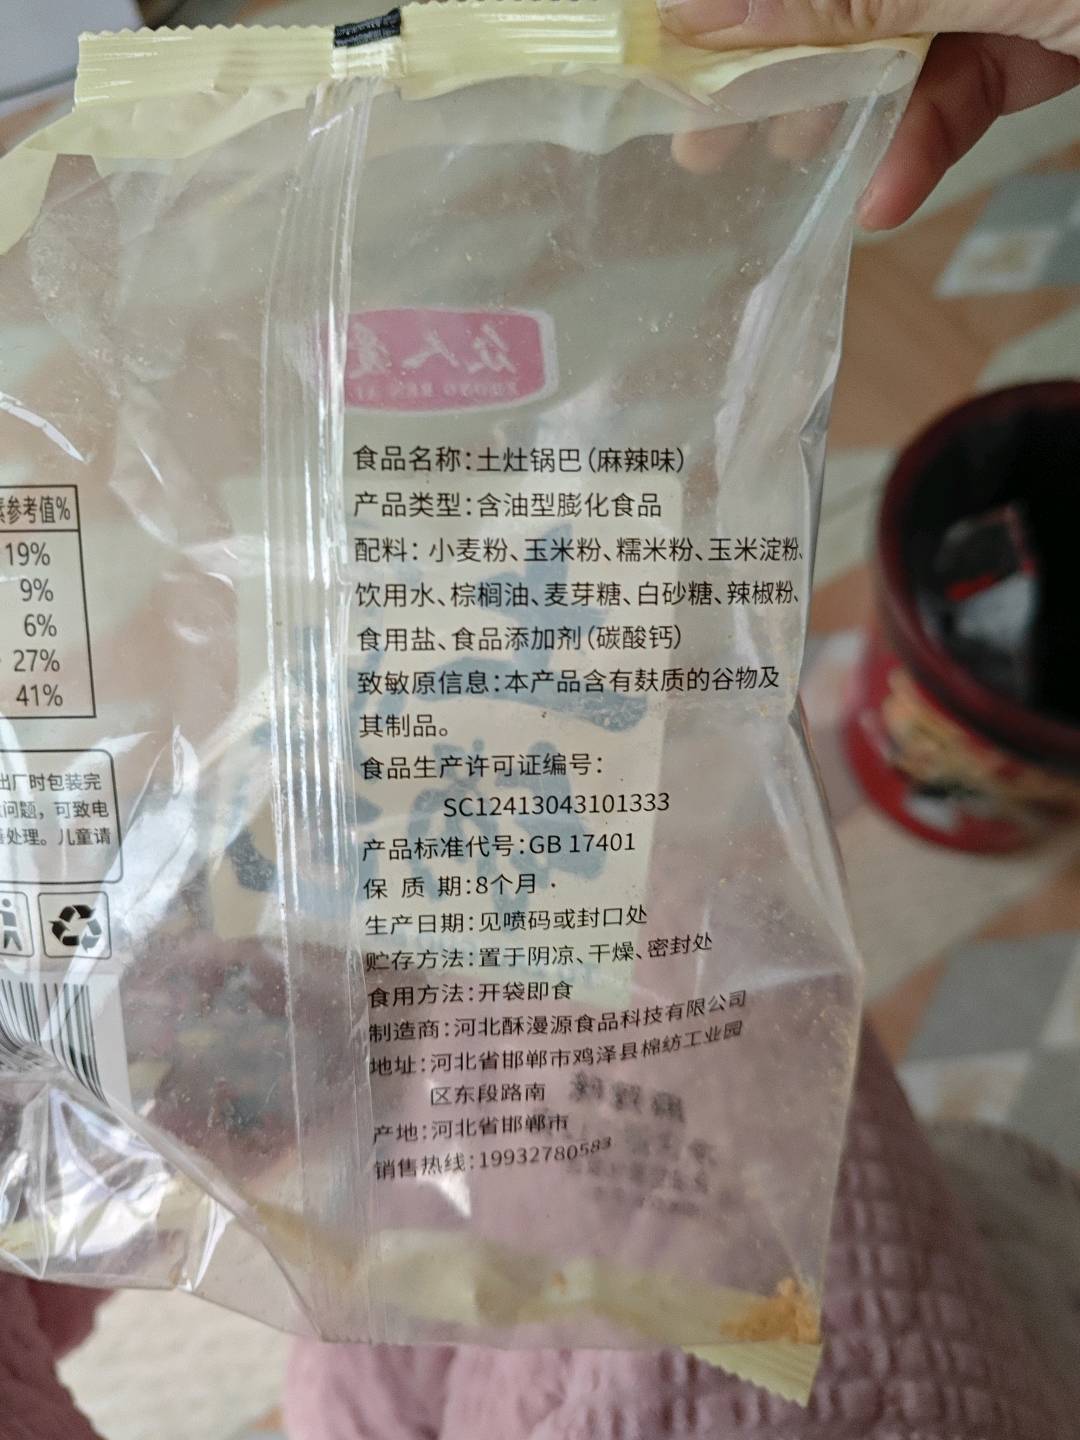 众人爱
食品名称：土灶锅巴（麻辣味）
产品类型：含油型膨化食品
配料：小麦粉、玉米粉、糯米粉、玉米淀粉、
饮用水、棕榈油、麦芽糖、白砂糖、辣椒粉、
食用盐、食品添加剂（碳酸钙）
致敏原信息：本产品含有麸质的谷物及
其制品。
食品生产许可证编号：
SC12413043101333
产品标准代号：GB 17401
保 质 期：8个月
生产日期：见喷码或封口处
贮存方法：置于阴凉、干燥、密封处
食用方法：开袋即食
制造商：河北酥漫源食品科技有限公司
地址：河北省邯郸市鸡泽县棉纺工业园
区东段路南
产地：河北省邯郸市
销售热线：19932780583
素参考值%
19%
9%
6%
27%
41%
出厂时包装完
问题，可致电
处理。儿童请
麻辣味